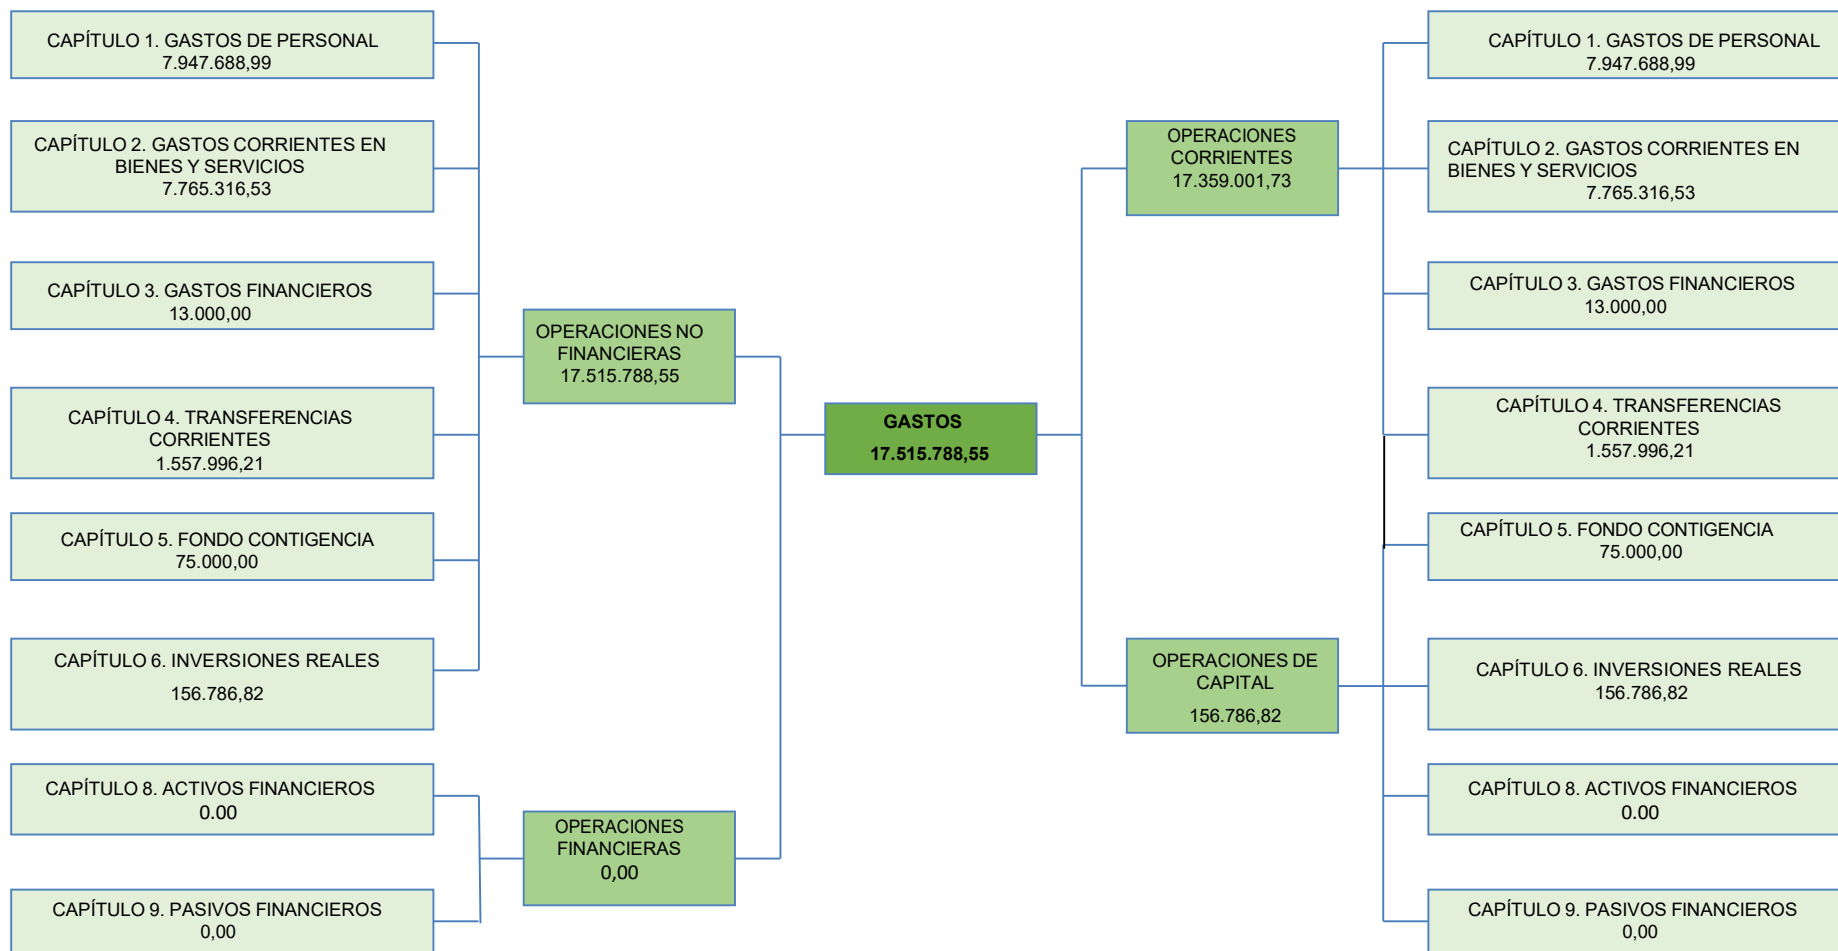 CAPÍTULO 1. GASTOS DE PERSONAL
7.947.688,99
CAPÍTULO 2. GASTOS CORRIENTES EN
BIENES Y SERVICIOS
7.765.316,53
CAPÍTULO 3. GASTOS FINANCIEROS
13.000,00
CAPÍTULO 4. TRANSFERENCIAS
CORRIENTES
1.557.996,21
CAPÍTULO 5. FONDO CONTIGENCIA
75.000,00
CAPÍTULO 6. INVERSIONES REALES
156.786,82
CAPÍTULO 8. ACTIVOS FINANCIEROS
0.00
CAPÍTULO 9. PASIVOS FINANCIEROS
0,00
OPERACIONES NO
FINANCIERAS
17.515.788,55
OPERACIONES
FINANCIERAS
0,00
GASTOS
17.515.788,55
OPERACIONES
CORRIENTES
17.359.001,73
OPERACIONES DE
CAPITAL
156.786,82
CAPÍTULO 1. GASTOS DE PERSONAL
7.947.688,99
CAPÍTULO 2. GASTOS CORRIENTES EN
BIENES Y SERVICIOS
7.765.316,53
CAPÍTULO 3. GASTOS FINANCIEROS
13.000,00
CAPÍTULO 4. TRANSFERENCIAS
CORRIENTES
1.557.996,21
CAPÍTULO 5. FONDO CONTIGENCIA
75.000,00
CAPÍTULO 6. INVERSIONES REALES
156.786,82
CAPÍTULO 8. ACTIVOS FINANCIEROS
0.00
CAPÍTULO 9. PASIVOS FINANCIEROS
0,00